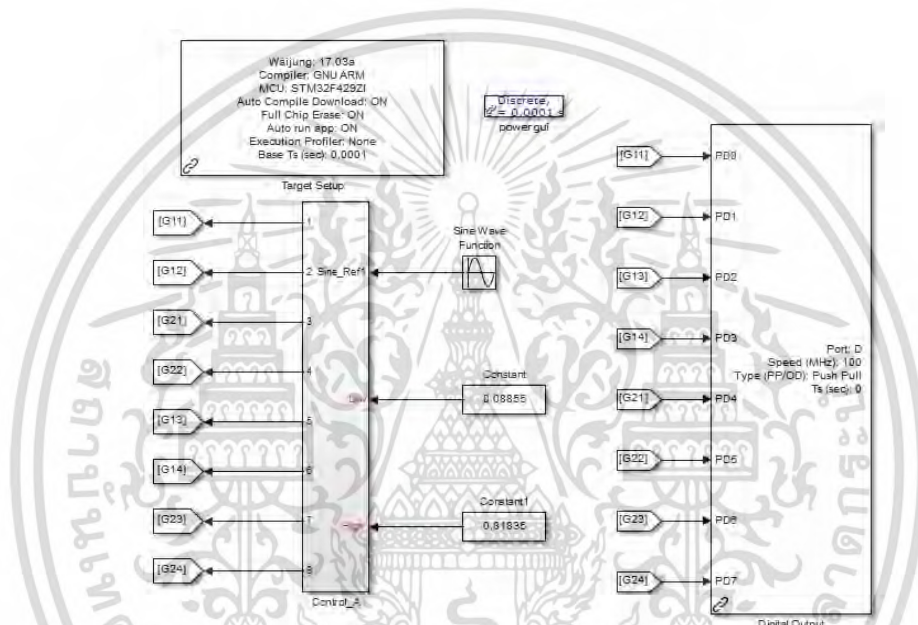 Waijung: 17.03a
Compiler: GNU ARM
MCU: STM32F429ZI
Auto Compile Download: ON
Full Chip Erase: ON
Auto run app: ON
Execution Profiler: None
Base Ts (sec): 0.0001
Target Setup
Discrete,
= 0.0001 s
powergui
[G11]
[G12]
[G21]
[G22]
[G13]
[G14]
[G23]
[G24]
1
2
3
4
5
6
7
8
Sine_Ref1
Control_A
Sine Wave
Function
Constant
0.08855
Constant1
0.81835
[G11]
[G12]
[G13]
[G14]
[G21]
[G22]
[G23]
[G24]
PD0
PD1
PD2
PD3
PD4
PD5
PD6
PD7
Port: D
Speed (MHz): 100
Type (PP/OD): Push Pull
Ts (sec): 0
Digital Output